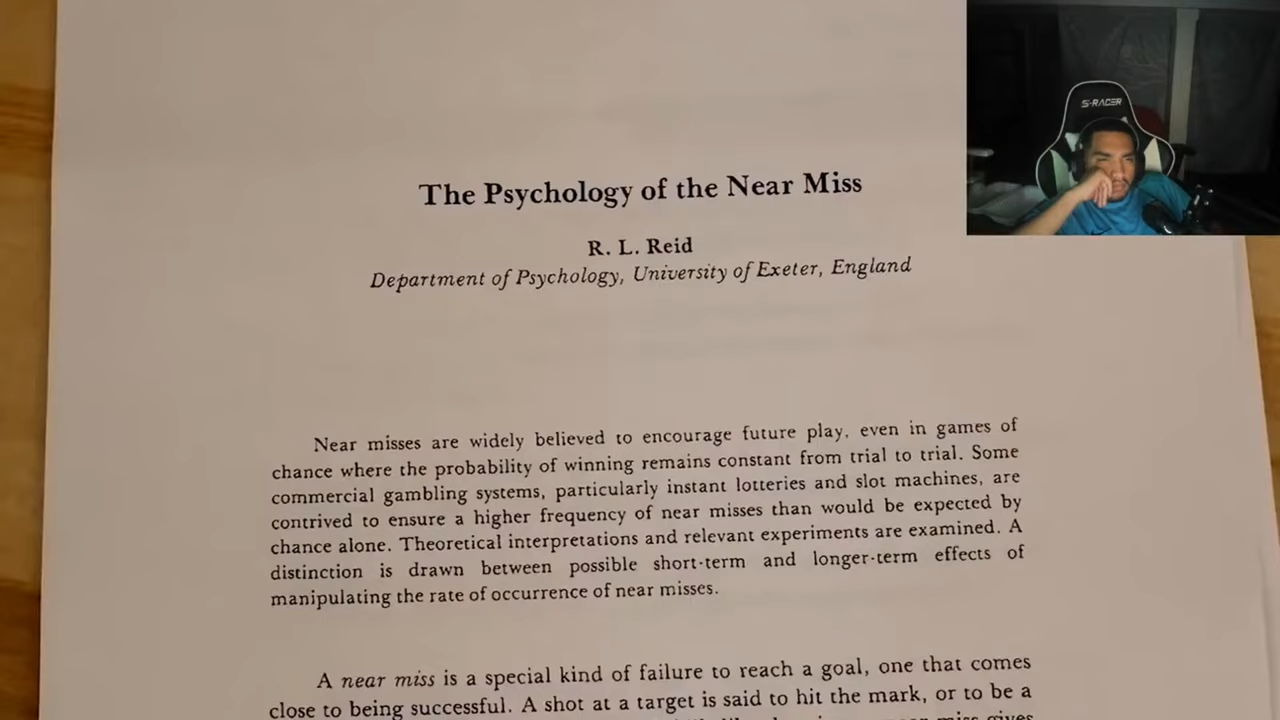 The Psychology of the Near Miss
R. L. Reid
Department of Psychology, University of Exeter, England
Near misses are widely believed to encourage future play, even in games of
chance where the probability of winning remains constant from trial to trial. Some
commercial gambling systems, particularly instant lotteries and slot machines, are
contrived to ensure a higher frequency of near misses than would be expected by
chance alone. Theoretical interpretations and relevant experiments are examined. A
distinction is drawn between possible short-term and longer-term effects of
manipulating the rate of occurrence of near misses.
A near miss is a special kind of failure to reach a goal, one that comes
close to being successful. A shot at a target is said to hit the mark, or to be a
miss gives
S-RACER